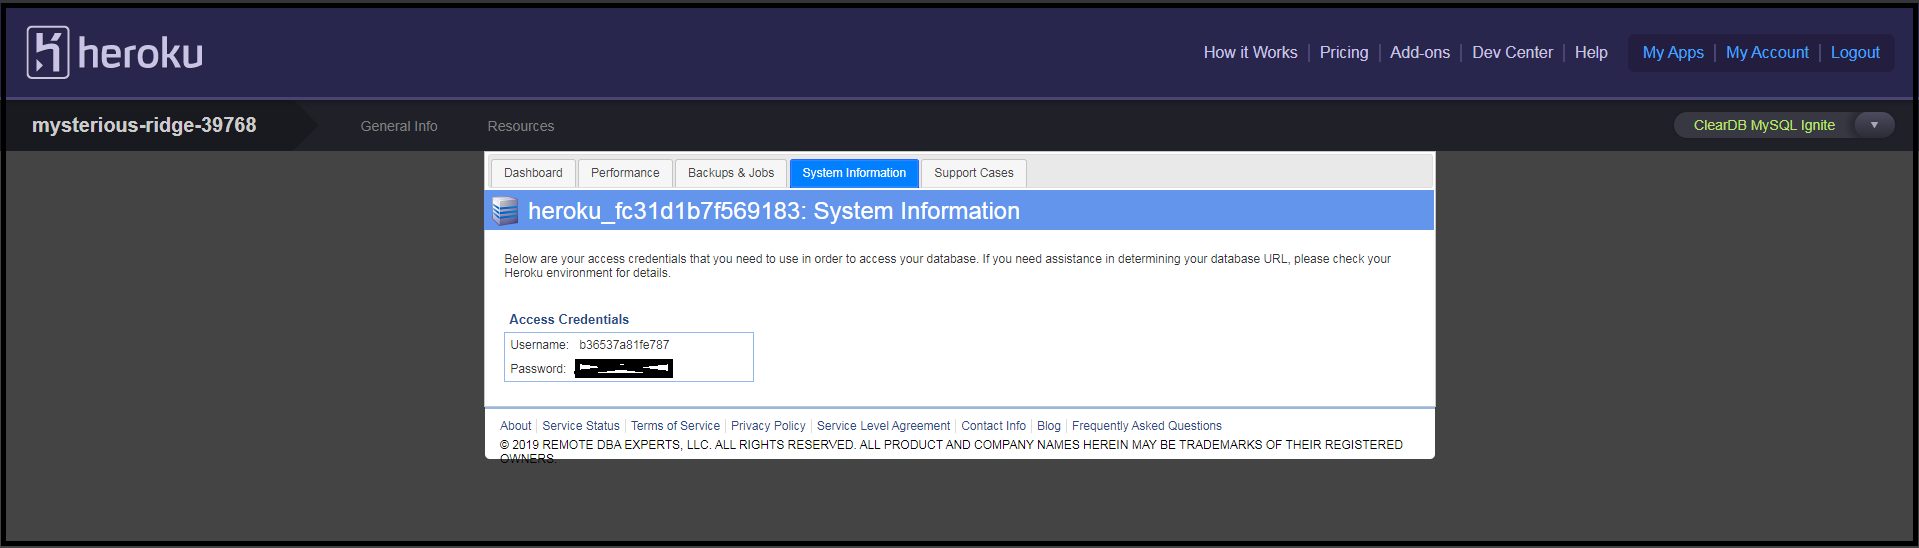 heroku
How it Works Pricing Add-ons Dev Center Help My Apps My Account Logout
mysterious-ridge-39768 General Info Resources ClearDB MySQL Ignite
Dashboard Performance Backups & Jobs System Information Support Cases
heroku_fc31d1b7f569183: System Information
Below are your access credentials that you need to use in order to access your database. If you need assistance in determining your database URL, please check your
Heroku environment for details.
Access Credentials
Username: b36537a81fe787
Password:
About Service Status Terms of Service Privacy Policy Service Level Agreement Contact Info Blog Frequently Asked Questions
© 2019 REMOTE DBA EXPERTS, LLC. ALL RIGHTS RESERVED. ALL PRODUCT AND COMPANY NAMES HEREIN MAY BE TRADEMARKS OF THEIR REGISTERED
OWNERS.